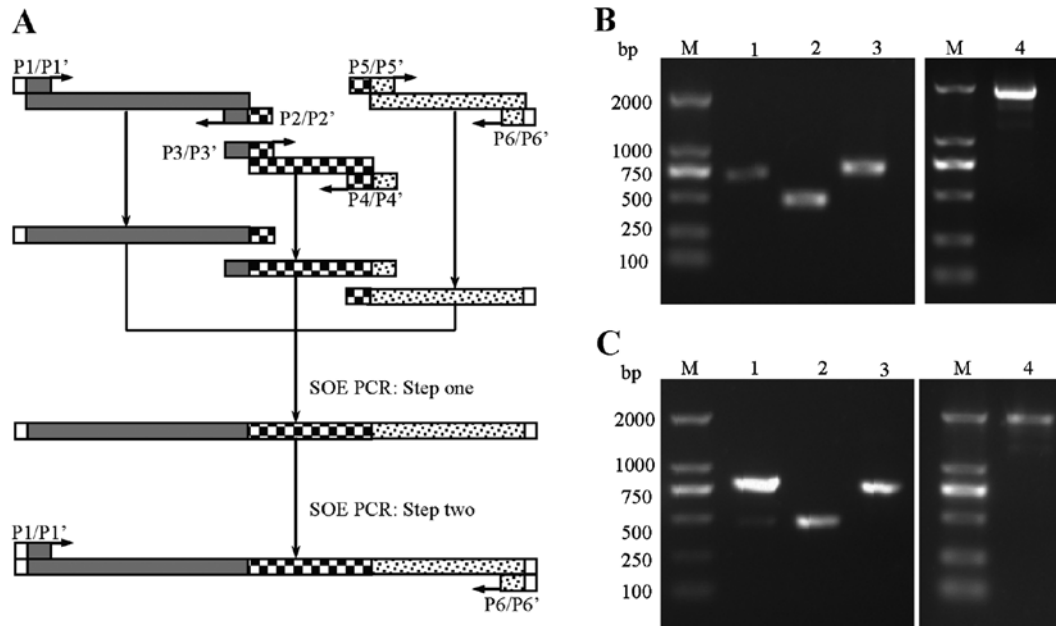 A
P1/P1’
P5/P5’
P2/P2’
P6/P6’
P3/P3’
P4/P4’
SOE PCR: Step one
SOE PCR: Step two
P1/P1’
P6/P6’
B
bp M 1 2 3 M 4
2000
1000
750
500
250
100
C
bp M 1 2 3 M 4
2000
1000
750
500
250
100